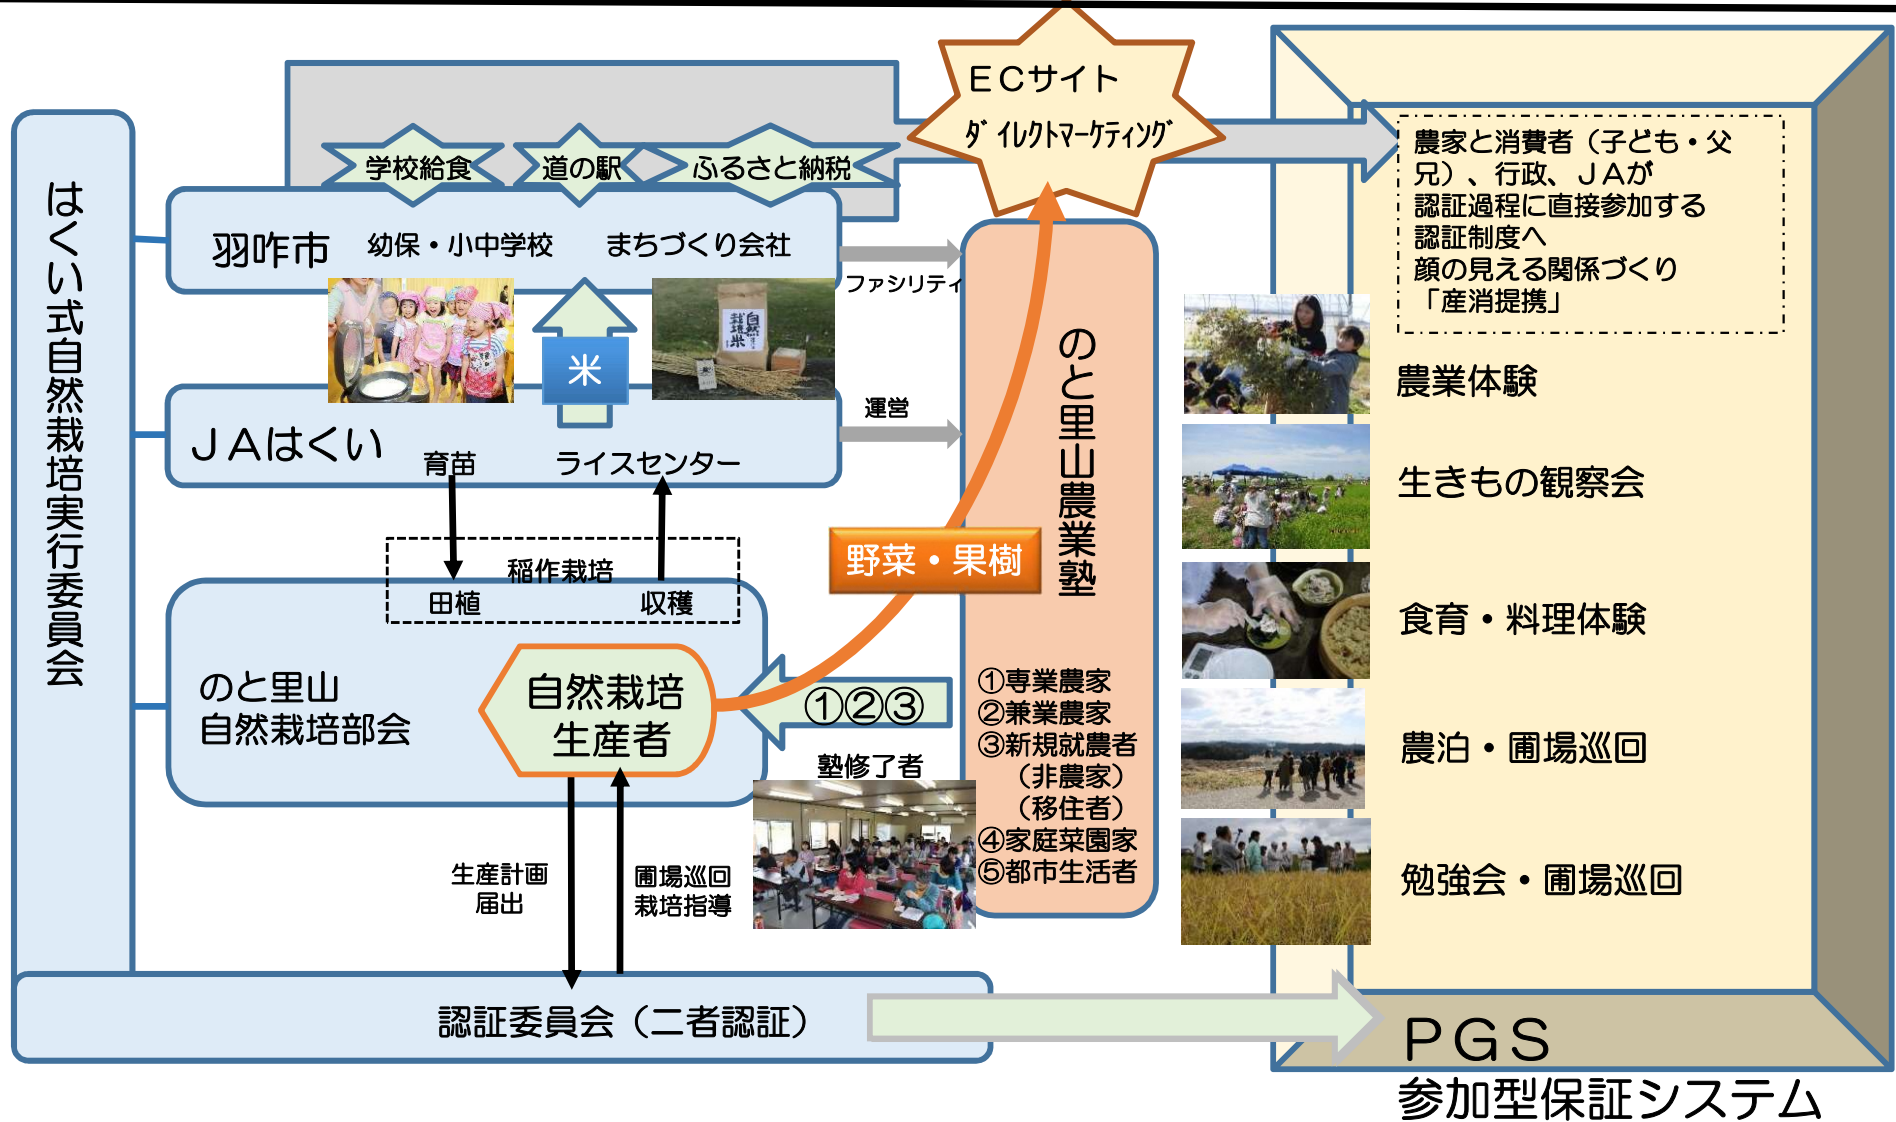 ＥＣサイト
ダイレクトマーケティング
学校給食
道の駅
ふるさと納税
羽咋市
幼保・小中学校
まちづくり会社
ファシリティ
自然
栽培
米
米
はくい式自然栽培実行委員会
ＪＡはくい
育苗
ライスセンター
運営
稲作栽培
田植
収穫
野菜・果樹
のと里山
自然栽培部会
自然栽培
生産者
①②③
塾修了者
のと里山農業塾
①専業農家
②兼業農家
③新規就農者
（非農家）
（移住者）
④家庭菜園家
⑤都市生活者
生産計画
届出
圃場巡回
栽培指導
認証委員会（二者認証）
農家と消費者（子ども・父
兄）、行政、ＪＡが
認証過程に直接参加する
認証制度へ
顔の見える関係づくり
「産消提携」
農業体験
生きもの観察会
食育・料理体験
農泊・圃場巡回
勉強会・圃場巡回
ＰＧＳ
参加型保証システム